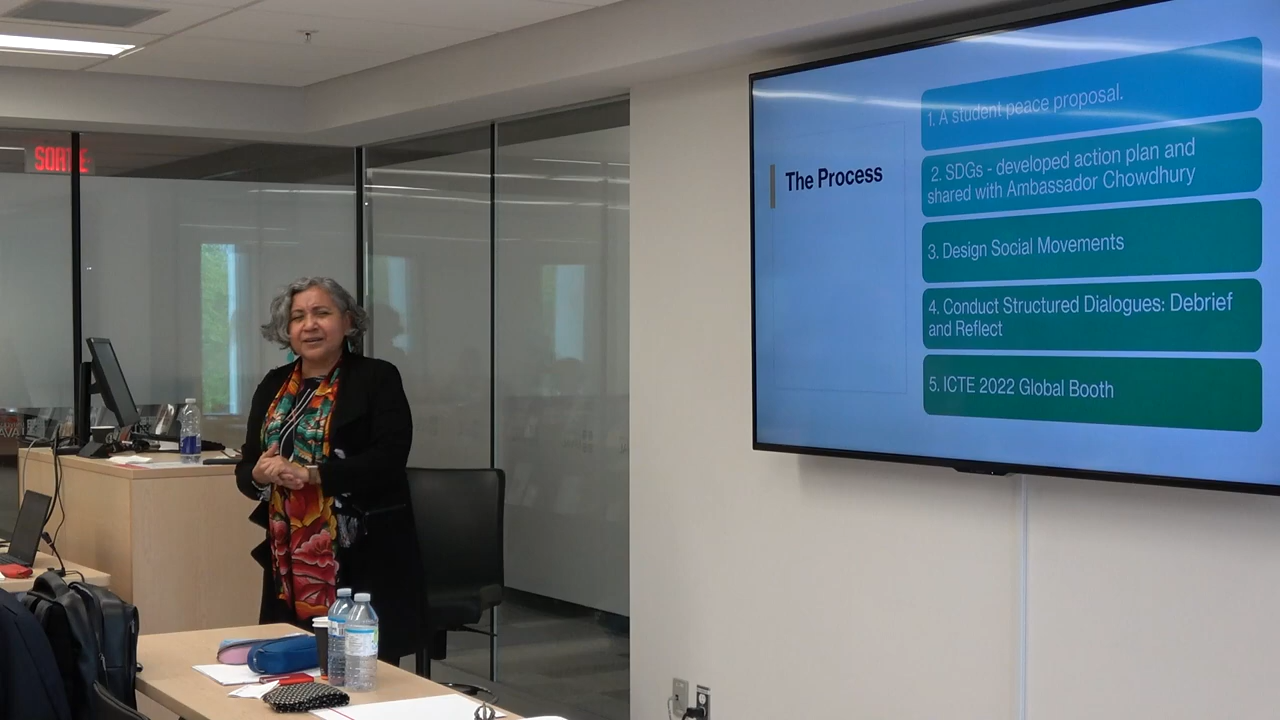 SORTIE
The Process
1. A student peace proposal.
2. SDGs - developed action plan and
shared with Ambassador Chowdhury
3. Design Social Movements
4. Conduct Structured Dialogues: Debrief
and Reflect
5. ICTE 2022 Global Booth